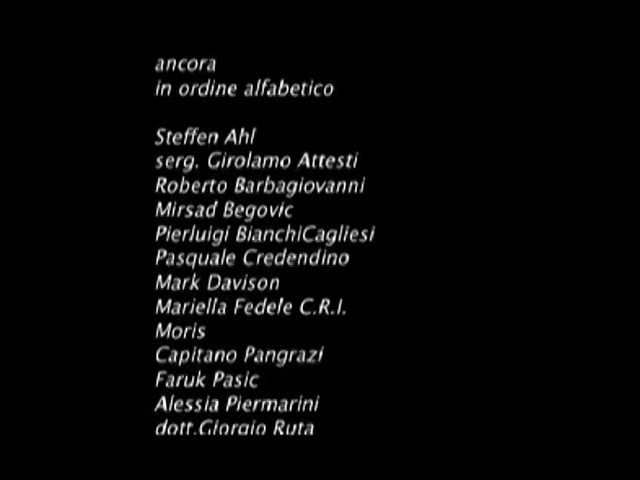 ancora
in ordine alfabetico
Steffen Ahl
serg. Girolamo Attesti
Roberto Barbagiovanni
Mirsad Begovic
Pierluigi BianchiCagliesi
Pasquale Credendino
Mark Davison
Mariella Fedele C.R.I.
Moris
Capitano Pangrazi
Faruk Pasic
Alessia Piermarini
dott.Giorgio Ruta